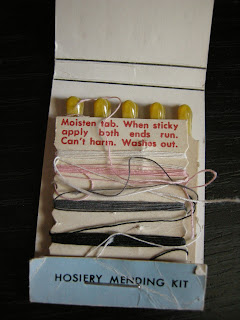 Moisten tab. When sticky
apply both ends run.
Can't harm. Washes out.
HOSIERY MENDING KIT